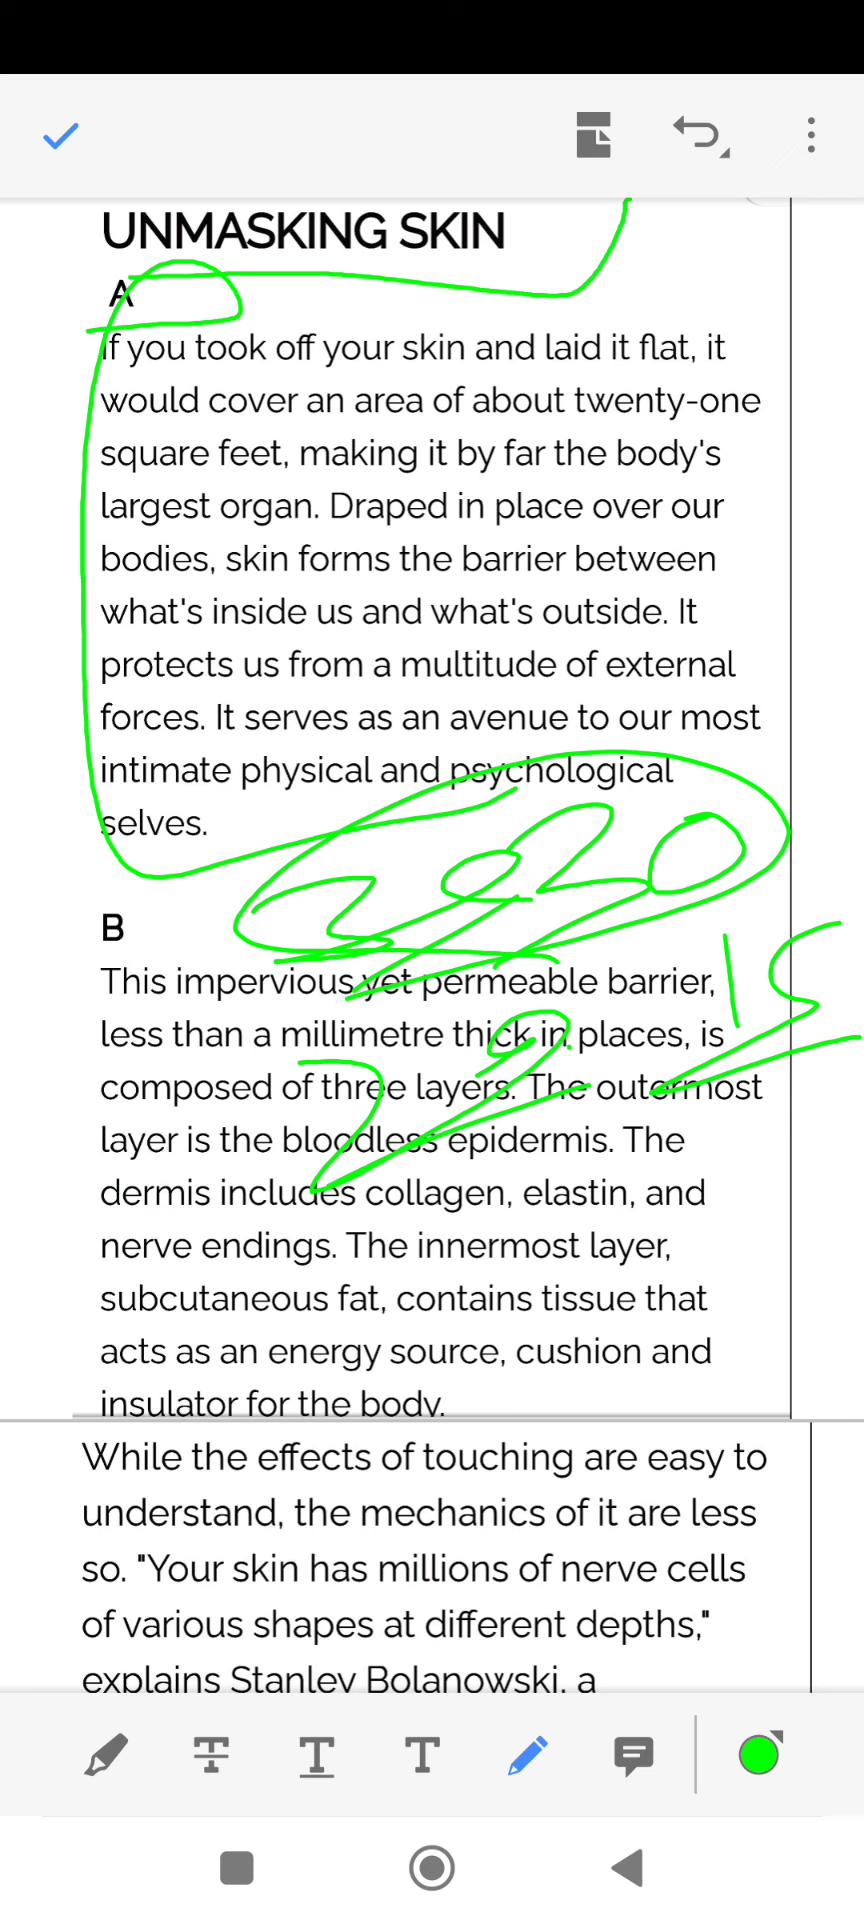 UNMASKING SKIN
A
If you took off your skin and laid it flat, it
would cover an area of about twenty-one
square feet, making it by far the body's
largest organ. Draped in place over our
bodies, skin forms the barrier between
what's inside us and what's outside. It
protects us from a multitude of external
forces. It serves as an avenue to our most
intimate physical and psychological
selves.
B
This impervious yet permeable barrier,
15
less than a millimetre thick in places, is
composed of three layers. The outermost
layer is the bloodless epidermis. The
dermis includes collagen, elastin, and
nerve endings. The innermost layer,
subcutaneous fat, contains tissue that
acts as an energy source, cushion and
insulator for the body.
While the effects of touching are easy to
understand, the mechanics of it are less
so. "Your skin has millions of nerve cells
of various shapes at different depths,"
explains Stanley Bolanowski, a